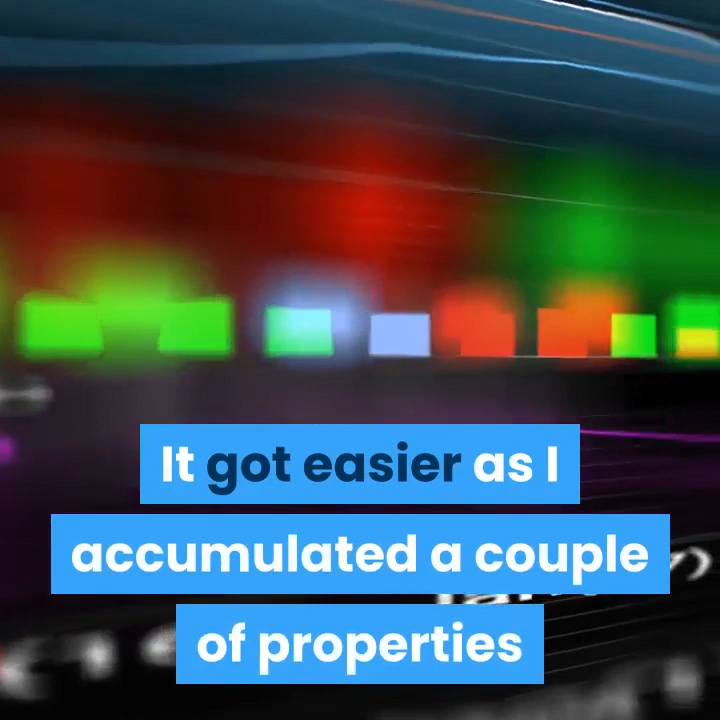 It got easier as I
accumulated a couple
of properties